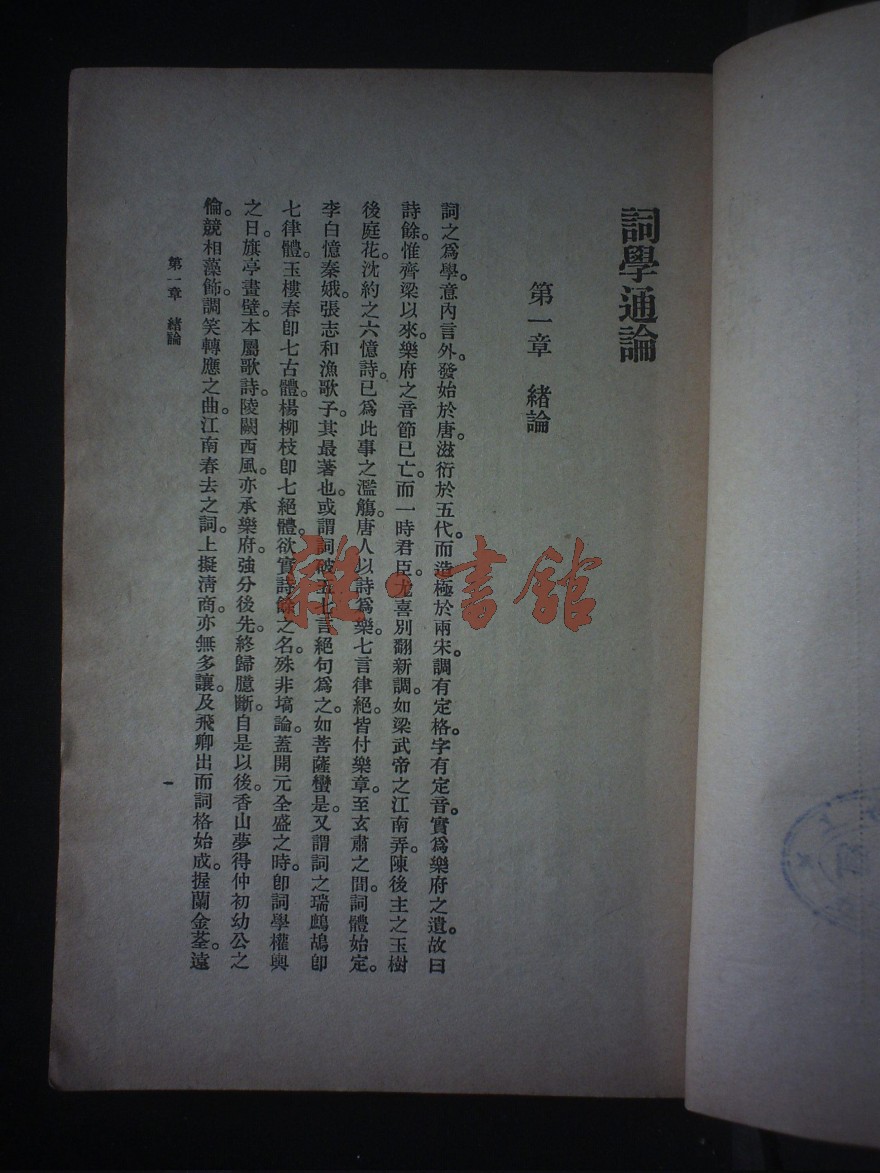 詞學通論
第一章　緒論
詞之爲學。意內言外。發始於唐。滋衍於五代。而造極於兩宋。調有定格。字有定音。實爲樂府之遺。故曰
詩餘。惟齊梁以來。樂府之音節已亡。而一時君臣。尤喜別翻新調。如梁武帝之江南弄。陳後主之玉樹
後庭花。沈約之六憶詩。已爲此事之濫觴。唐人以詩爲樂。七言律絕。皆付樂章。至玄肅之間。詞體始定。
李白憶秦娥。張志和漁歌子。其最著也。或謂詞破五七言絕句爲之。如菩薩蠻是。又謂詞之瑞鷓鴣卽
七律體。玉樓春卽七古體。楊柳枝卽七絕體。欲實詩餘之名。殊非塙論。蓋開元全盛之時。卽詞學權輿
之日。旗亭畫壁。本屬歌詩。陵闕西風。亦承樂府。強分後先。終歸臆斷。自是以後。香山夢得仲初幼公之
倫。競相藻飾。調笑轉應之曲。江南春去之詞。上擬淸商。亦無多讓。及飛卿出而詞格始成。握蘭金荃。遠
第一章　緒論
一
雜·書館